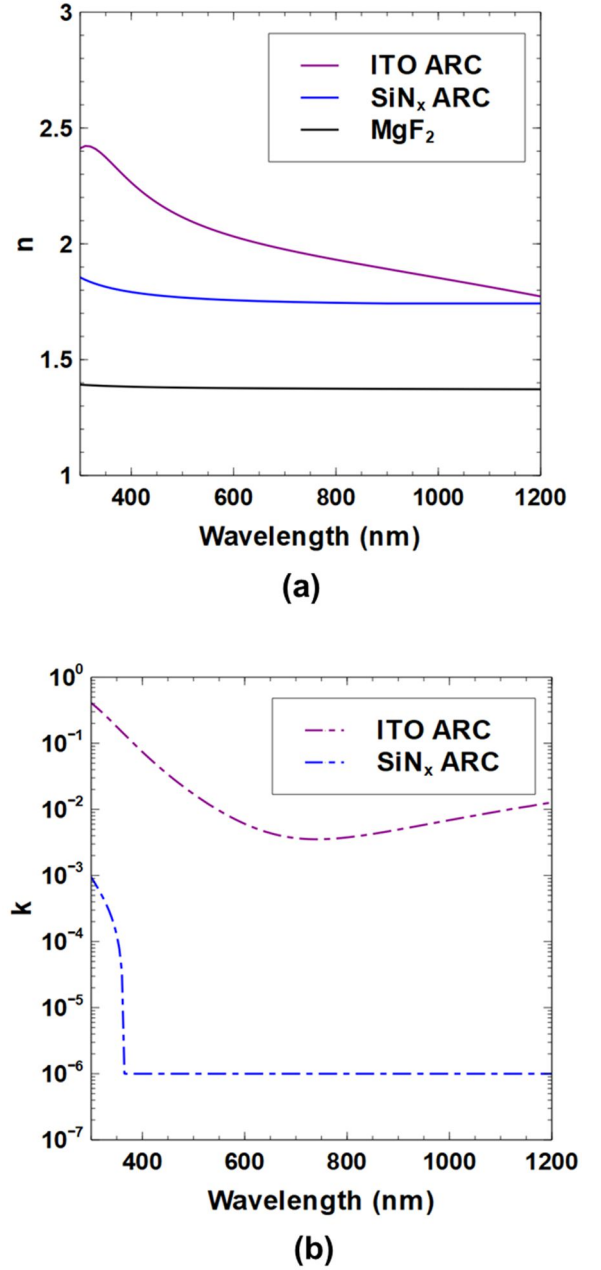 3
2.5
2
1.5
1
n
ITO ARC
SiNₓ ARC
MgF₂
400 600 800 1000 1200
Wavelength (nm)
(a)
10⁰
10⁻¹
10⁻²
10⁻³
10⁻⁴
10⁻⁵
10⁻⁶
10⁻⁷
k
ITO ARC
SiNₓ ARC
400 600 800 1000 1200
Wavelength (nm)
(b)